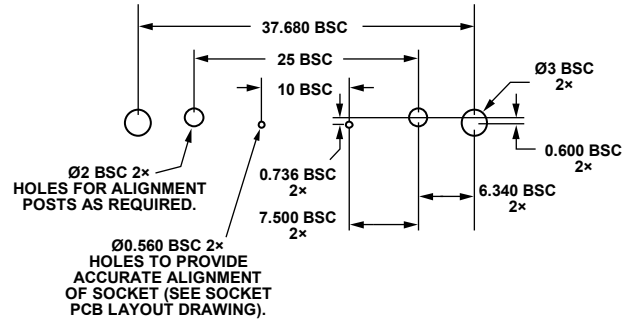 37.680 BSC
25 BSC
10 BSC
Ø3 BSC
2×
0.600 BSC
2×
Ø2 BSC 2×
HOLES FOR ALIGNMENT
POSTS AS REQUIRED.
0.736 BSC
2×
6.340 BSC
2×
7.500 BSC
2×
Ø0.560 BSC 2×
HOLES TO PROVIDE
ACCURATE ALIGNMENT
OF SOCKET (SEE SOCKET
PCB LAYOUT DRAWING).